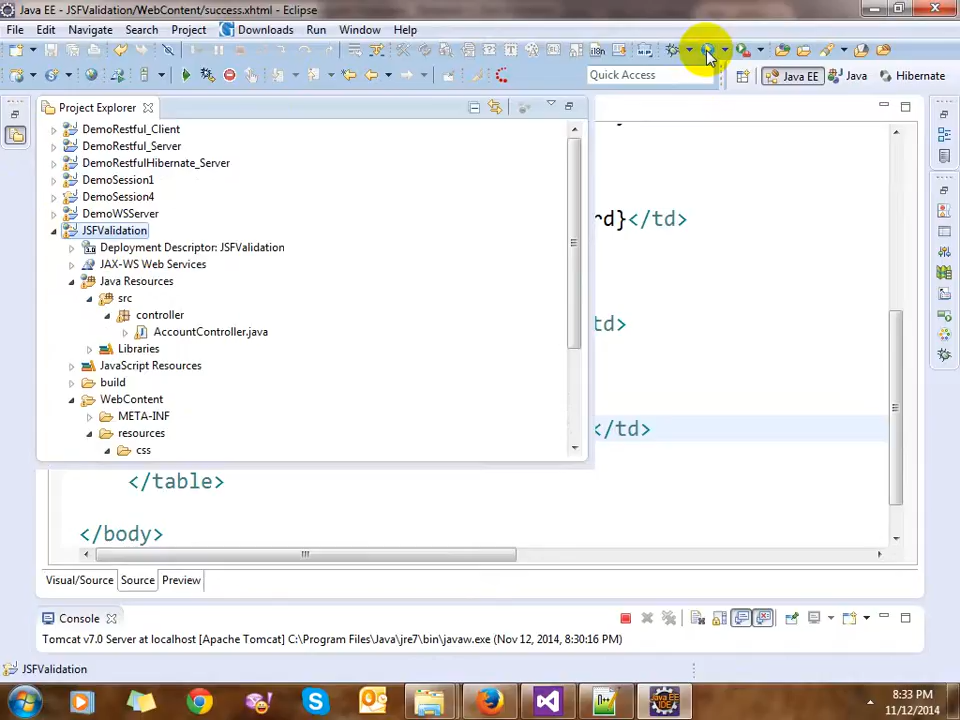 Java EE - JSFValidation/WebContent/success.xhtml - Eclipse
File Edit Navigate Search Project Downloads Run Window Help
Quick Access
Java EE
Java
Hibernate
Project Explorer
DemoRestful_Client
DemoRestful_Server
DemoRestfulHibernate_Server
DemoSession1
DemoSession4
DemoWSServer
JSFValidation
Deployment Descriptor: JSFValidation
JAX-WS Web Services
Java Resources
src
controller
AccountController.java
Libraries
JavaScript Resources
build
WebContent
META-INF
resources
css
rd}</td>
td>
</td>
</table>
</body>
Visual/Source Source Preview
Console
Tomcat v7.0 Server at localhost [Apache Tomcat] C:\Program Files\Java\jre7\bin\javaw.exe (Nov 12, 2014, 8:30:16 PM)
JSFValidation
8:33 PM
11/12/2014